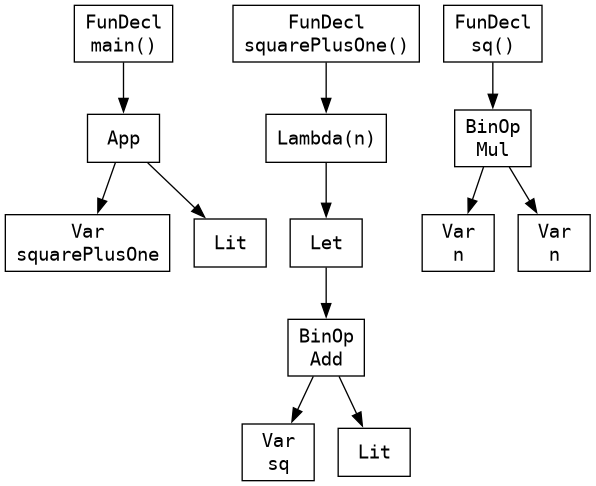 FunDecl
main()
FunDecl
squarePlusOne()
FunDecl
sq()
App
Lambda(n)
BinOp
Mul
Var
squarePlusOne
Lit
Let
Var
n
Var
n
BinOp
Add
Var
sq
Lit